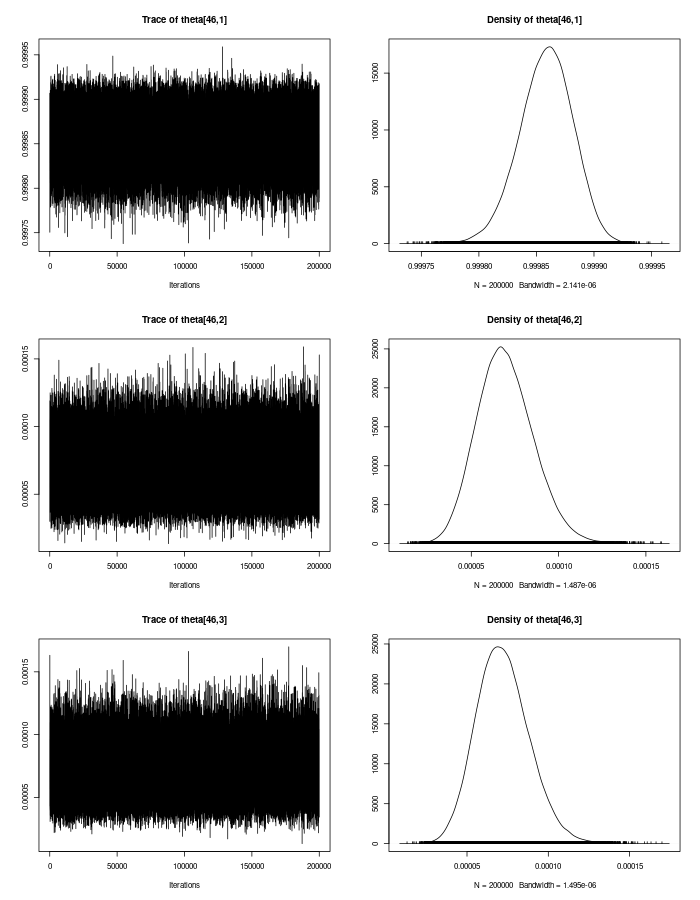 Trace of theta[46,1]
Density of theta[46,1]
0.99995
0.99990
0.99985
0.99980
0.99975
0 50000 100000 150000 200000
Iterations
15000
10000
5000
0
0.99975 0.99980 0.99985 0.99990 0.99995
N = 200000 Bandwidth = 2.141e-06
Trace of theta[46,2]
Density of theta[46,2]
0.00015
0.00010
0.00005
0 50000 100000 150000 200000
Iterations
25000
20000
15000
10000
5000
0
0.00005 0.00010 0.00015
N = 200000 Bandwidth = 1.487e-06
Trace of theta[46,3]
Density of theta[46,3]
0.00015
0.00010
0.00005
0 50000 100000 150000 200000
Iterations
25000
20000
15000
10000
5000
0
0.00005 0.00010 0.00015
N = 200000 Bandwidth = 1.495e-06